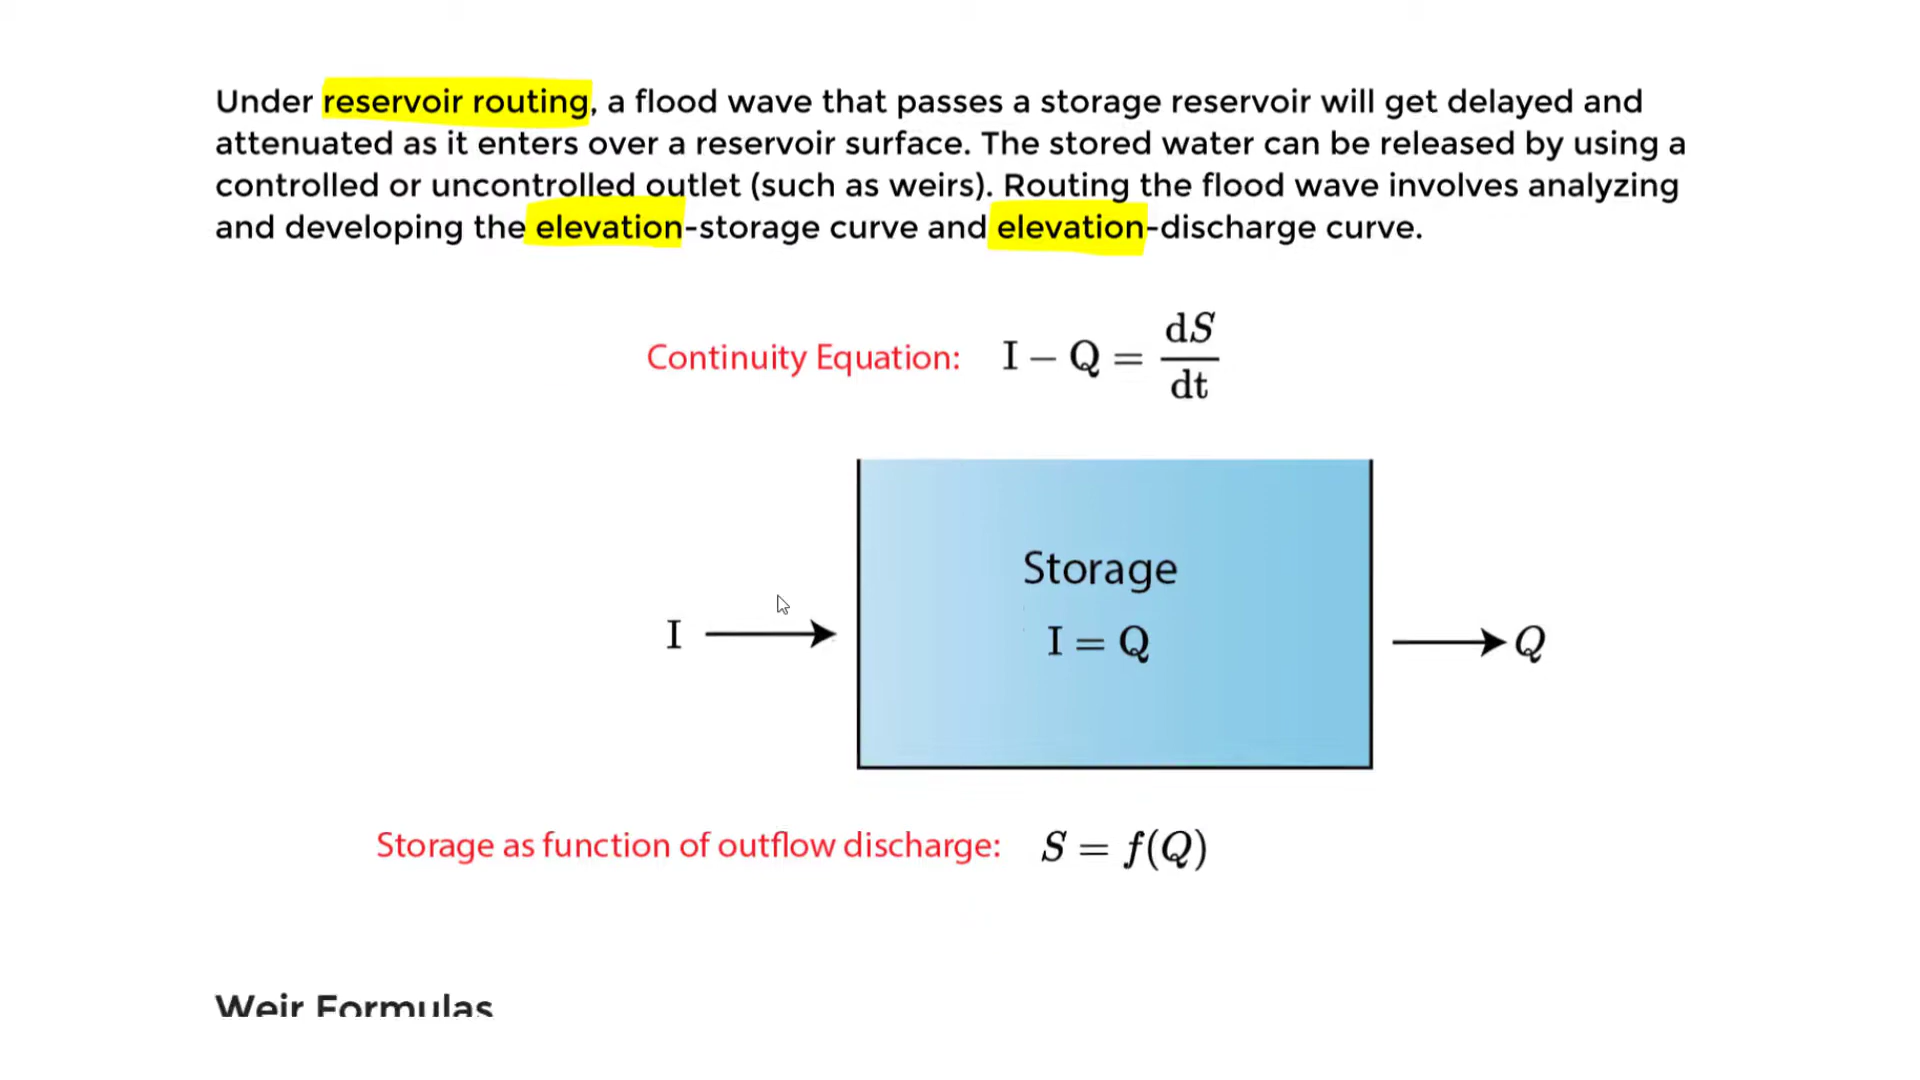 Under reservoir routing, a flood wave that passes a storage reservoir will get delayed and
attenuated as it enters over a reservoir surface. The stored water can be released by using a
controlled or uncontrolled outlet (such as weirs). Routing the flood wave involves analyzing
and developing the elevation-storage curve and elevation-discharge curve.
Continuity Equation: I − Q = dS/dt
Storage
I
I = Q
Q
Storage as function of outflow discharge: S = f(Q)
Weir Formulas